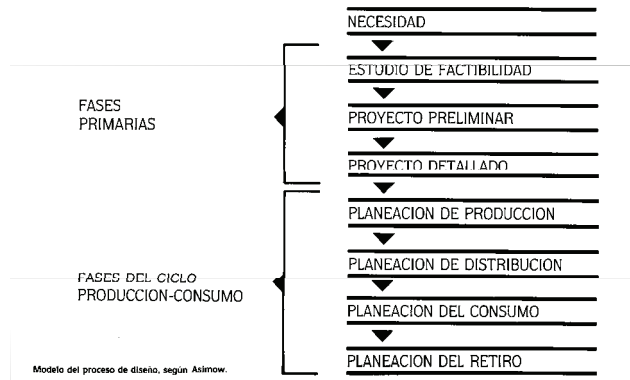 NECESIDAD
ESTUDIO DE FACTIBILIDAD
FASES
PRIMARIAS
PROYECTO PRELIMINAR
PROYECTO DETALLADO
PLANEACION DE PRODUCCION
PLANEACION DE DISTRIBUCION
FASES DEL CICLO
PRODUCCION-CONSUMO
PLANEACION DEL CONSUMO
PLANEACION DEL RETIRO
Modelo del proceso de diseño, según Asimow.